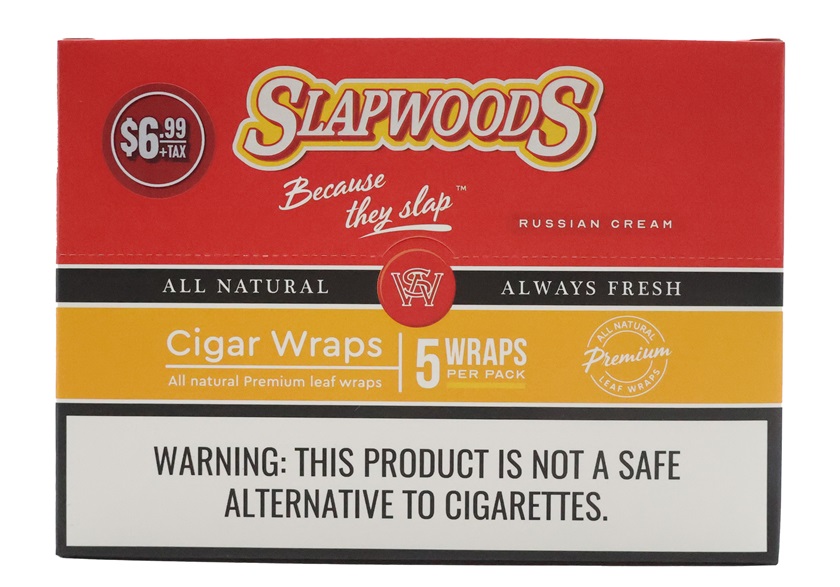 SLAPWOODS
$6.99
+TAX
Because
they slap™
RUSSIAN CREAM
ALL NATURAL
SW
ALWAYS FRESH
Cigar Wraps
All natural Premium leaf wraps
5 WRAPS
PER PACK
ALL NATURAL
Premium
LEAF WRAPS
WARNING: THIS PRODUCT IS NOT A SAFE
ALTERNATIVE TO CIGARETTES.